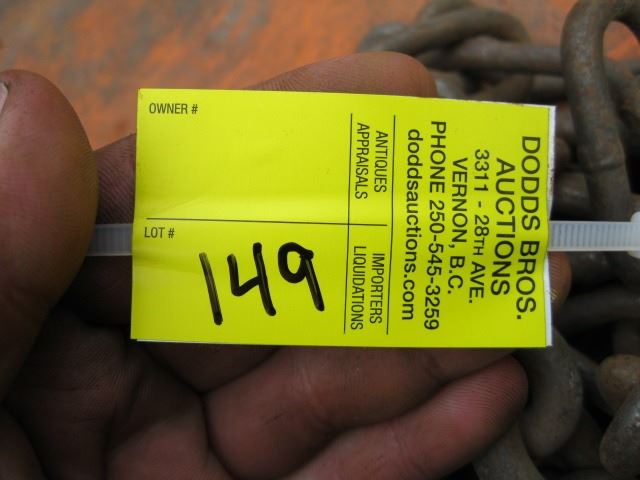 DODDS BROS.
AUCTIONS
3311 - 28TH AVE.
VERNON, B.C.
PHONE 250-545-3259
doddsauctions.com
ANTIQUES
APPRAISALS
IMPORTERS
LIQUIDATIONS
OWNER #
LOT #
149